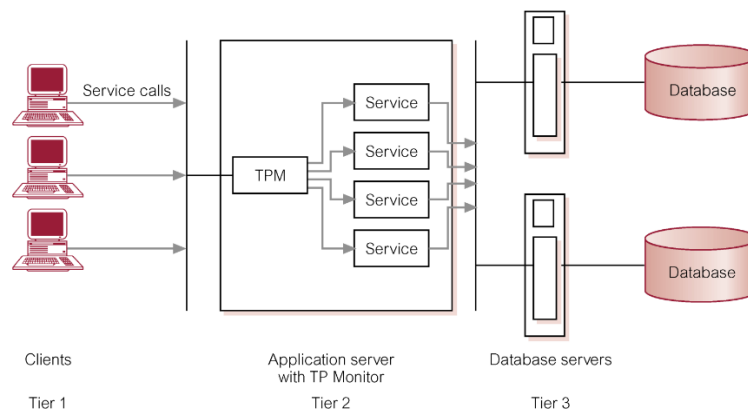 Service calls
TPM
Service
Service
Service
Service
Database
Database
Clients
Application server
with TP Monitor
Database servers
Tier 1
Tier 2
Tier 3